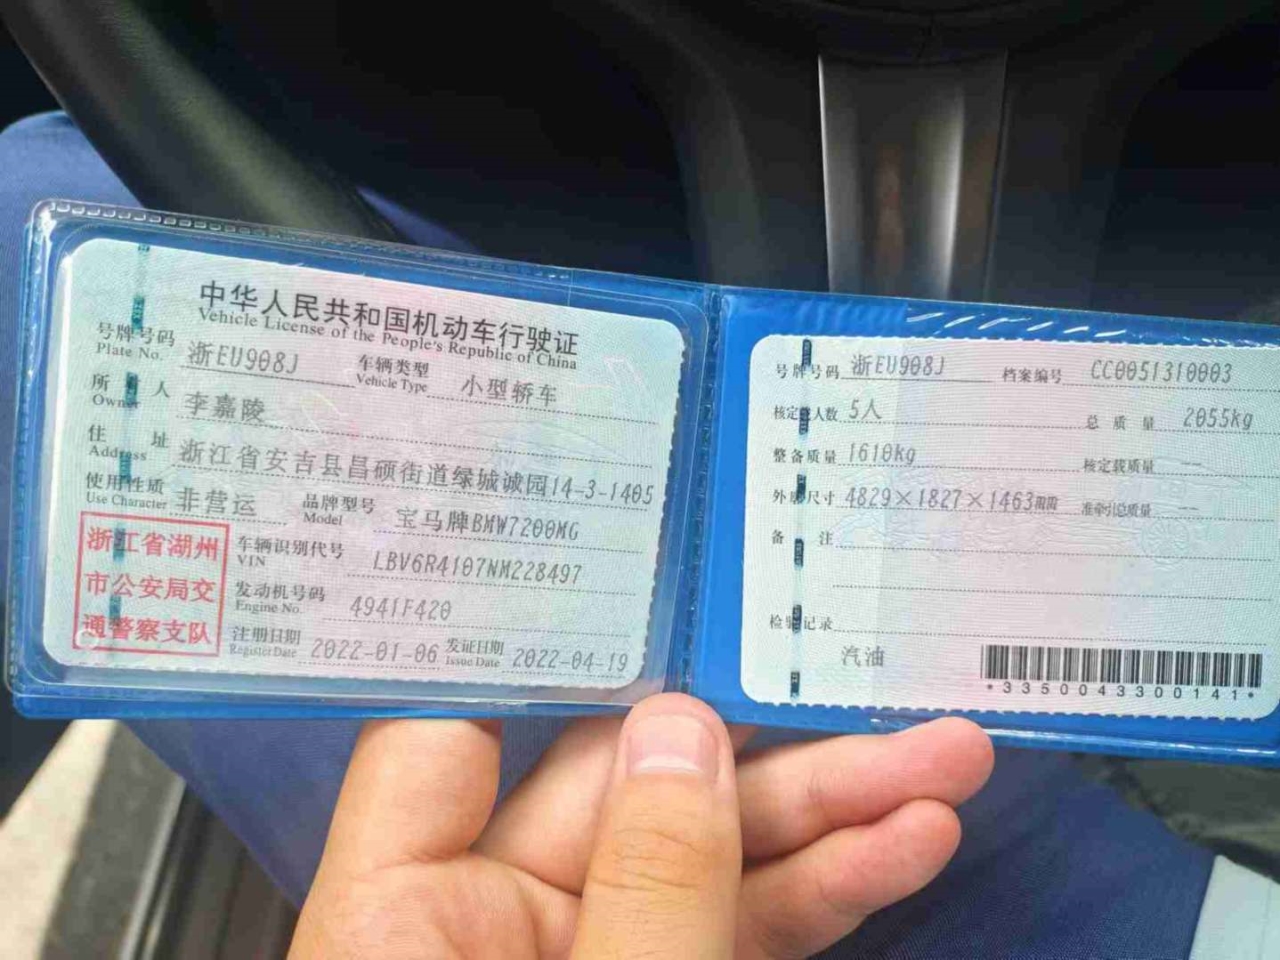 中华人民共和国机动车行驶证
Vehicle License of the People's Republic of China
号牌号码 浙EU908J 车辆类型 小型轿车
Plate No. Vehicle Type
所有人 李嘉陵
Owner
住址 浙江省安吉县昌硕街道绿城诚园14-3-1405
Address
使用性质 非营运 品牌型号 宝马牌BMW7200MG
Use Character Model
浙江省湖州
市公安局交
通警察支队
车辆识别代号 LBV6R4107NM228497
VIN
发动机号码 4941F420
Engine No.
注册日期 2022-01-06 发证日期 2022-04-19
Register Date Issue Date
号牌号码 浙EU908J 档案编号 CC0051310003
核定载人数 5人 总质量 2055kg
整备质量 1610kg 核定载质量 --
外廓尺寸 4829×1827×1463mm 准牵引总质量 --
备注
检验记录
汽油
*3350043300141*